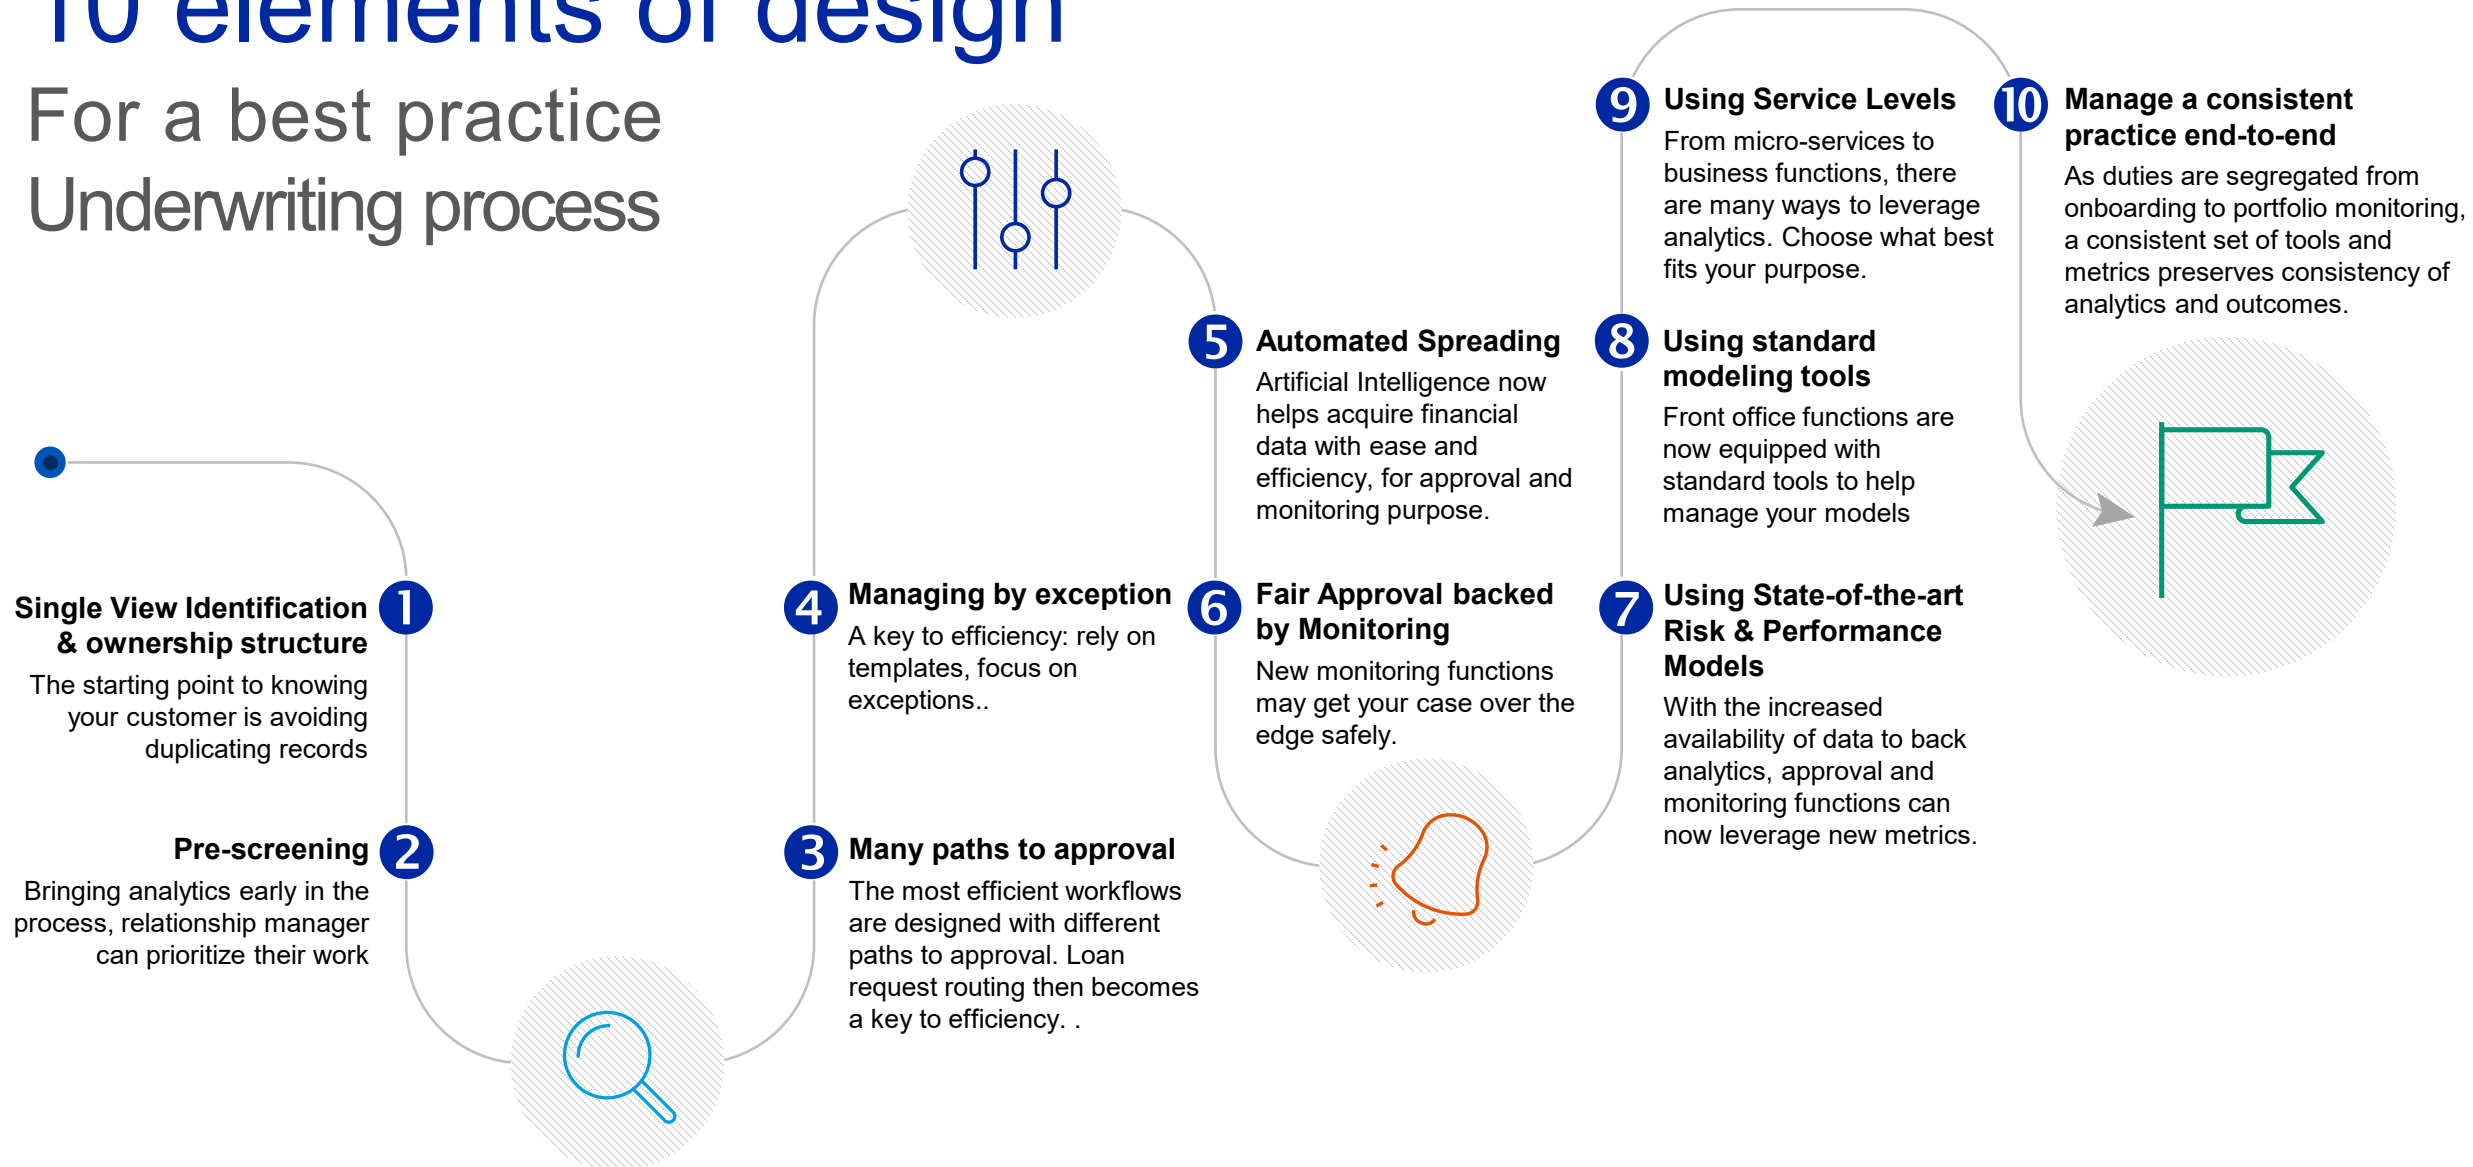 10 elements of design
For a best practice
Underwriting process
1
Single View Identification
& ownership structure
The starting point to knowing
your customer is avoiding
duplicating records
2
Pre-screening
Bringing analytics early in the
process, relationship manager
can prioritize their work
3
Many paths to approval
The most efficient workflows
are designed with different
paths to approval. Loan
request routing then becomes
a key to efficiency. .
4
Managing by exception
A key to efficiency: rely on
templates, focus on
exceptions..
5
Automated Spreading
Artificial Intelligence now
helps acquire financial
data with ease and
efficiency, for approval and
monitoring purpose.
6
Fair Approval backed
by Monitoring
New monitoring functions
may get your case over the
edge safely.
7
Using State-of-the-art
Risk & Performance
Models
With the increased
availability of data to back
analytics, approval and
monitoring functions can
now leverage new metrics.
8
Using standard
modeling tools
Front office functions are
now equipped with
standard tools to help
manage your models
9
Using Service Levels
From micro-services to
business functions, there
are many ways to leverage
analytics. Choose what best
fits your purpose.
10
Manage a consistent
practice end-to-end
As duties are segregated from
onboarding to portfolio monitoring,
a consistent set of tools and
metrics preserves consistency of
analytics and outcomes.